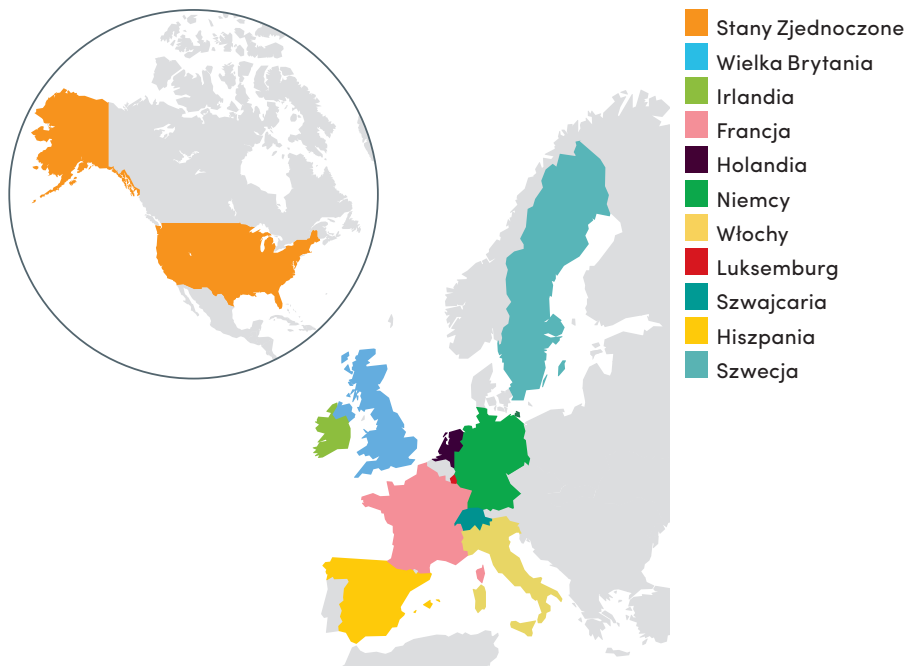 Stany Zjednoczone
Wielka Brytania
Irlandia
Francja
Holandia
Niemcy
Włochy
Luksemburg
Szwajcaria
Hiszpania
Szwecja